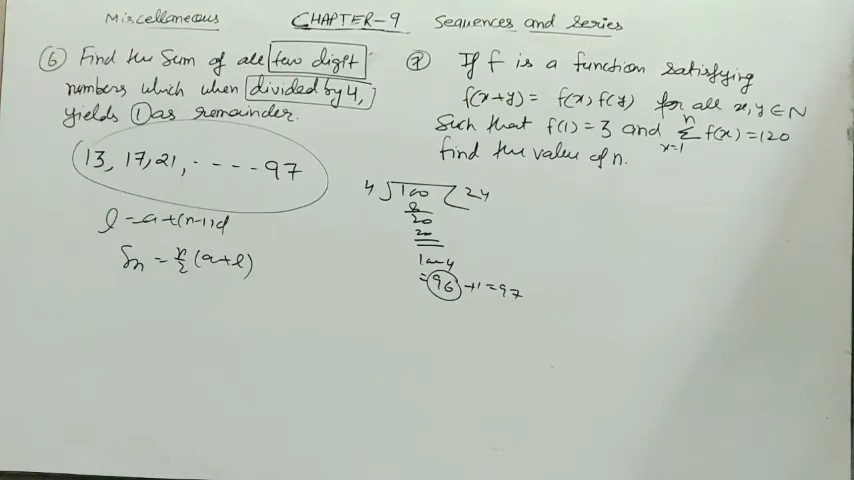 Miscellaneous CHAPTER-9 Sequences and series
⑥ Find the Sum of all two digit
numbers which when divided by 4,
yields ① as remainder.
13, 17, 21, - - - - 97
l = a+(n-1)d
Sn = n/2 (a+l)
⑦ If f is a function satisfying
f(x+y) = f(x) f(y) for all x, y ∈ N
Such that f(1) = 3 and n∑x=1 f(x) = 120
find the value of n.
4 ) 100 ( 24
8
20
20
= 96 +1 = 97